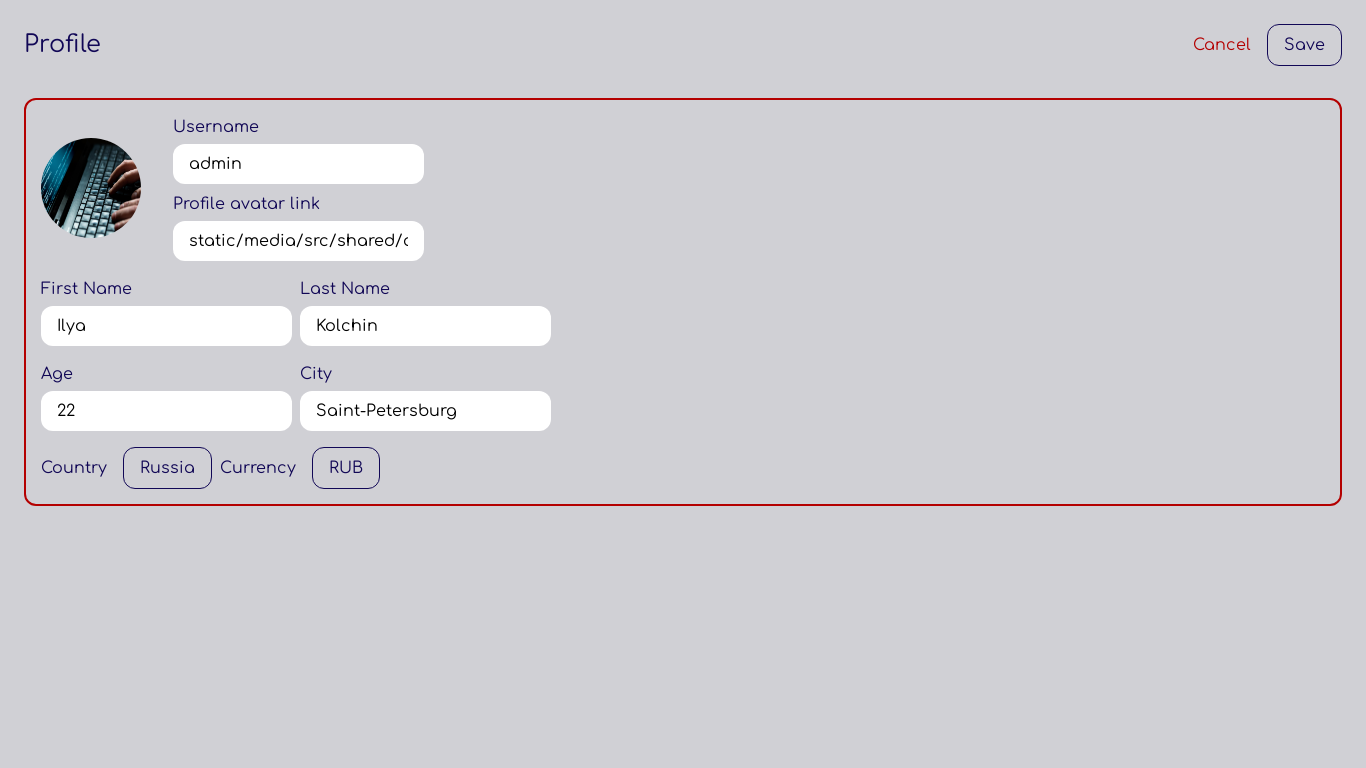 Profile
Cancel
Save
Username
admin
Profile avatar link
static/media/src/shared/
First Name
Last Name
Ilya
Kolchin
Age
City
22
Saint-Petersburg
Country
Russia
Currency
RUB